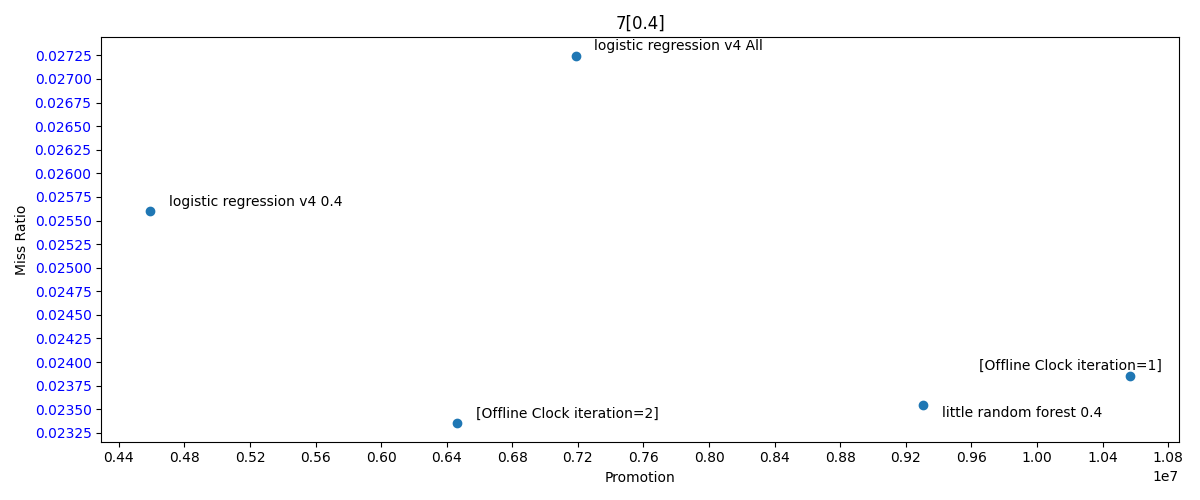 7[0.4]
0.02725
0.02700
0.02675
0.02650
0.02625
0.02600
0.02575
0.02550
0.02525
0.02500
0.02475
0.02450
0.02425
0.02400
0.02375
0.02350
0.02325
Miss Ratio
logistic regression v4 All
logistic regression v4 0.4
[Offline Clock iteration=1]
[Offline Clock iteration=2]
little random forest 0.4
0.44 0.48 0.52 0.56 0.60 0.64 0.68 0.72 0.76 0.80 0.84 0.88 0.92 0.96 1.00 1.04 1.08
1e7
Promotion